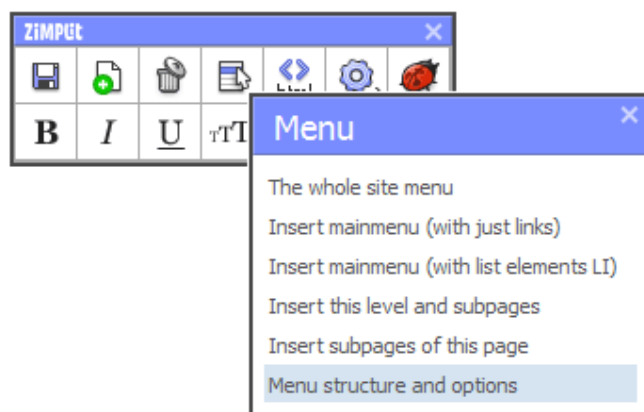 ZiMPLit
B I U TTT
Menu
The whole site menu
Insert mainmenu (with just links)
Insert mainmenu (with list elements LI)
Insert this level and subpages
Insert subpages of this page
Menu structure and options